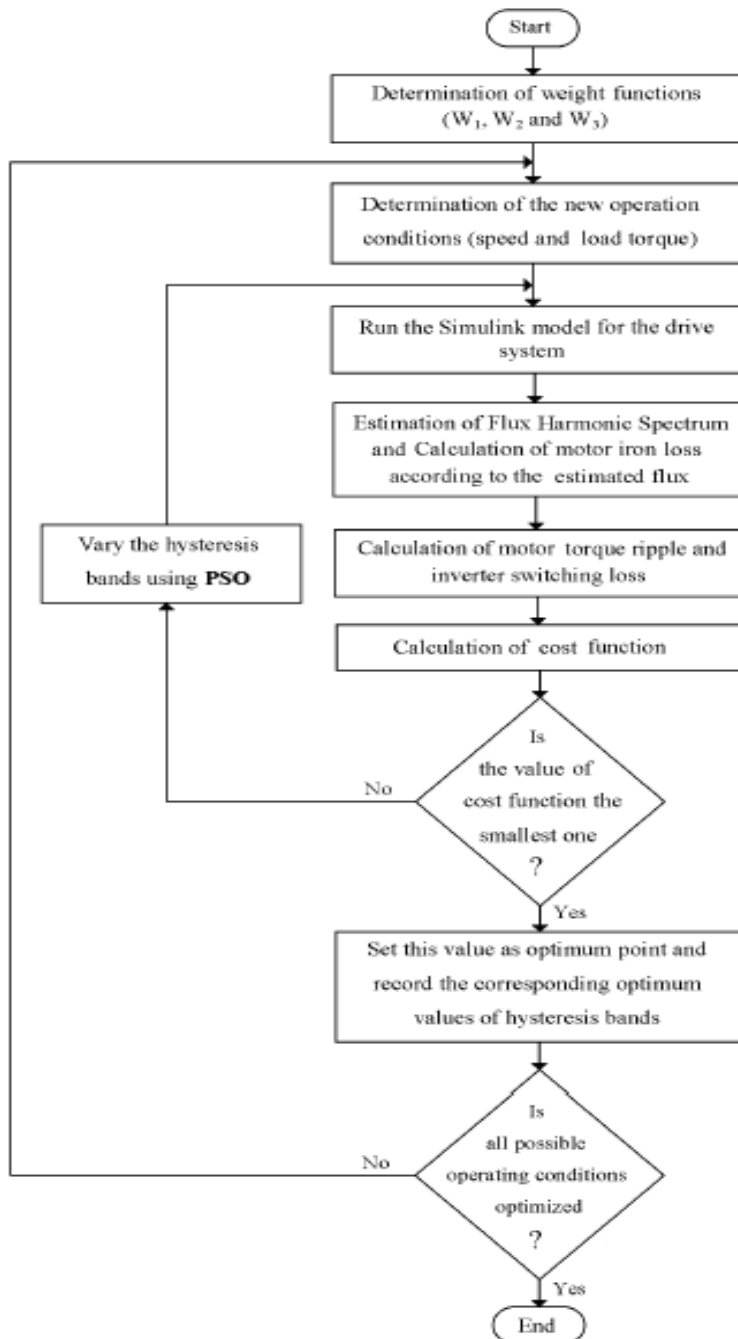 Start
Determination of weight functions
(W₁, W₂ and W₃)
Determination of the new operation
conditions (speed and load torque)
Run the Simulink model for the drive
system
Estimation of Flux Harmonic Spectrum
and Calculation of motor iron loss
according to the estimated flux
Vary the hysteresis
bands using PSO
Calculation of motor torque ripple and
inverter switching loss
Calculation of cost function
Is
the value of
cost function the
smallest one
?
No
Yes
Set this value as optimum point and
record the corresponding optimum
values of hysteresis bands
Is
all possible
operating conditions
optimized
?
No
Yes
End